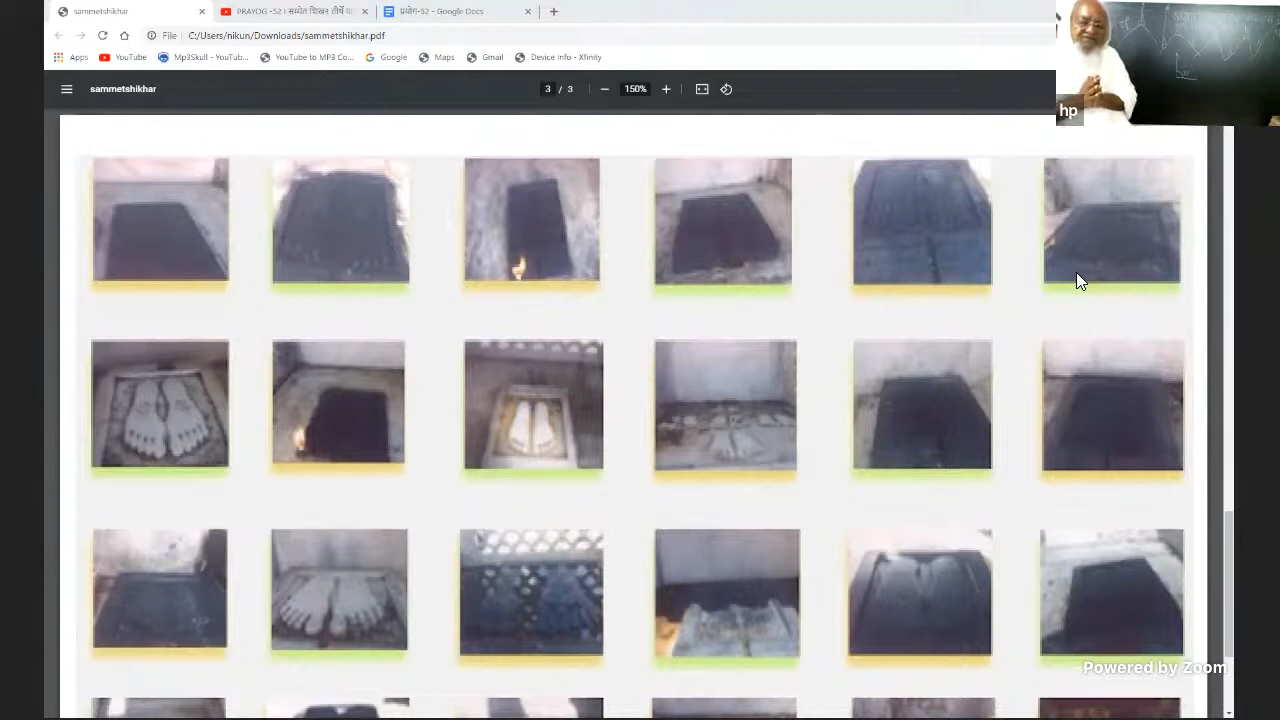 sammetshikhar
PRAYOG -52 । सम्मेत शिखर तीर्थ
प्रयोग-52 - Google Docs
File | C:/Users/nikun/Downloads/sammetshikhar.pdf
Apps YouTube Mp3Skull - YouTub... YouTube to MP3 Co... Google Maps Gmail Device Info - Xfinity
hp
sammetshikhar 3 / 3 150%
Powered by Zoom